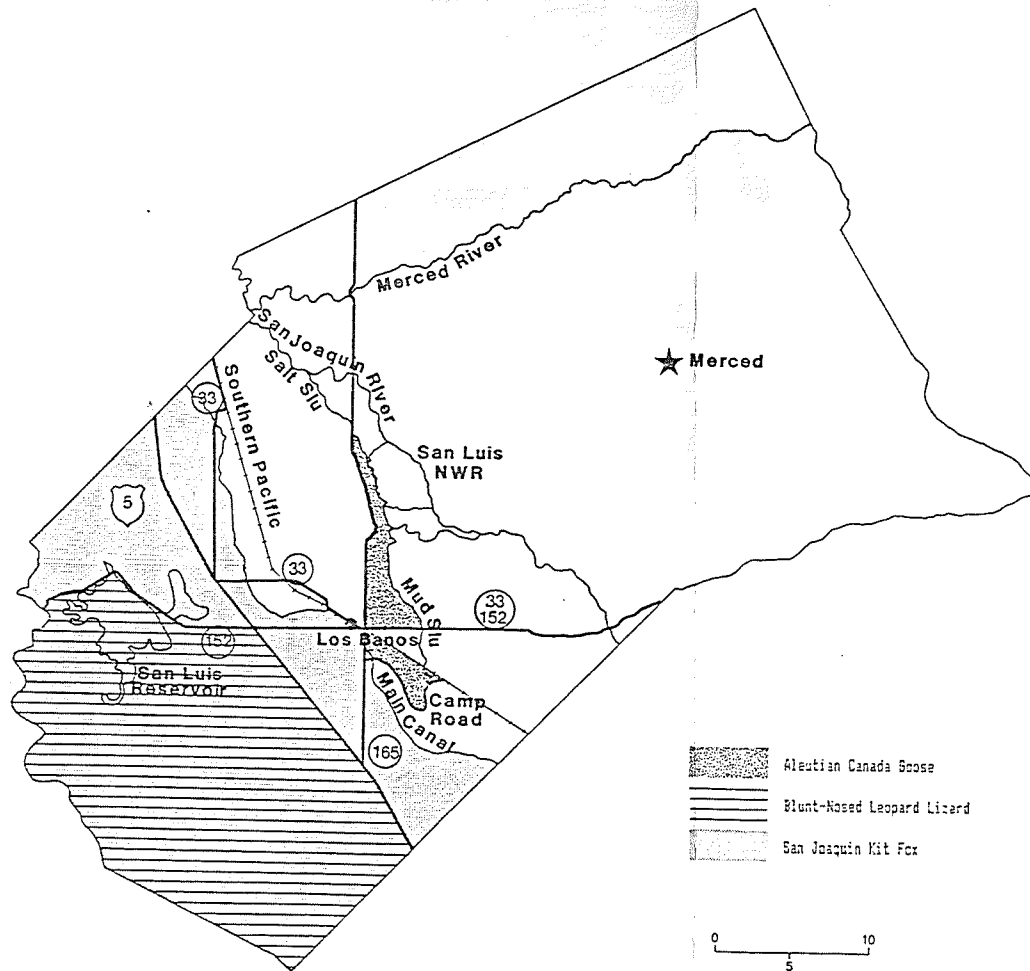 Merced River
San Joaquin River
Salt Slu
Merced
33
Southern Pacific
San Luis
NWR
5
33
Mud Slu
33
152
152
Los Banos
San Luis
Reservoir
Main Canal
Camp
Road
165
Aleutian Canada Goose
Blunt-Nosed Leopard Lizard
San Joaquin Kit Fox
0
10
5